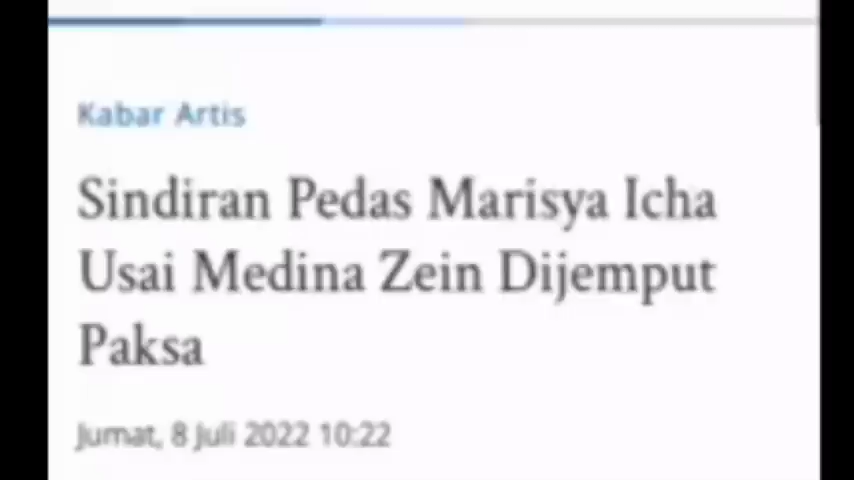 Kabar Artis
Sindiran Pedas Marisya Icha
Usai Medina Zein Dijemput
Paksa
Jumat, 8 Juli 2022 10:22